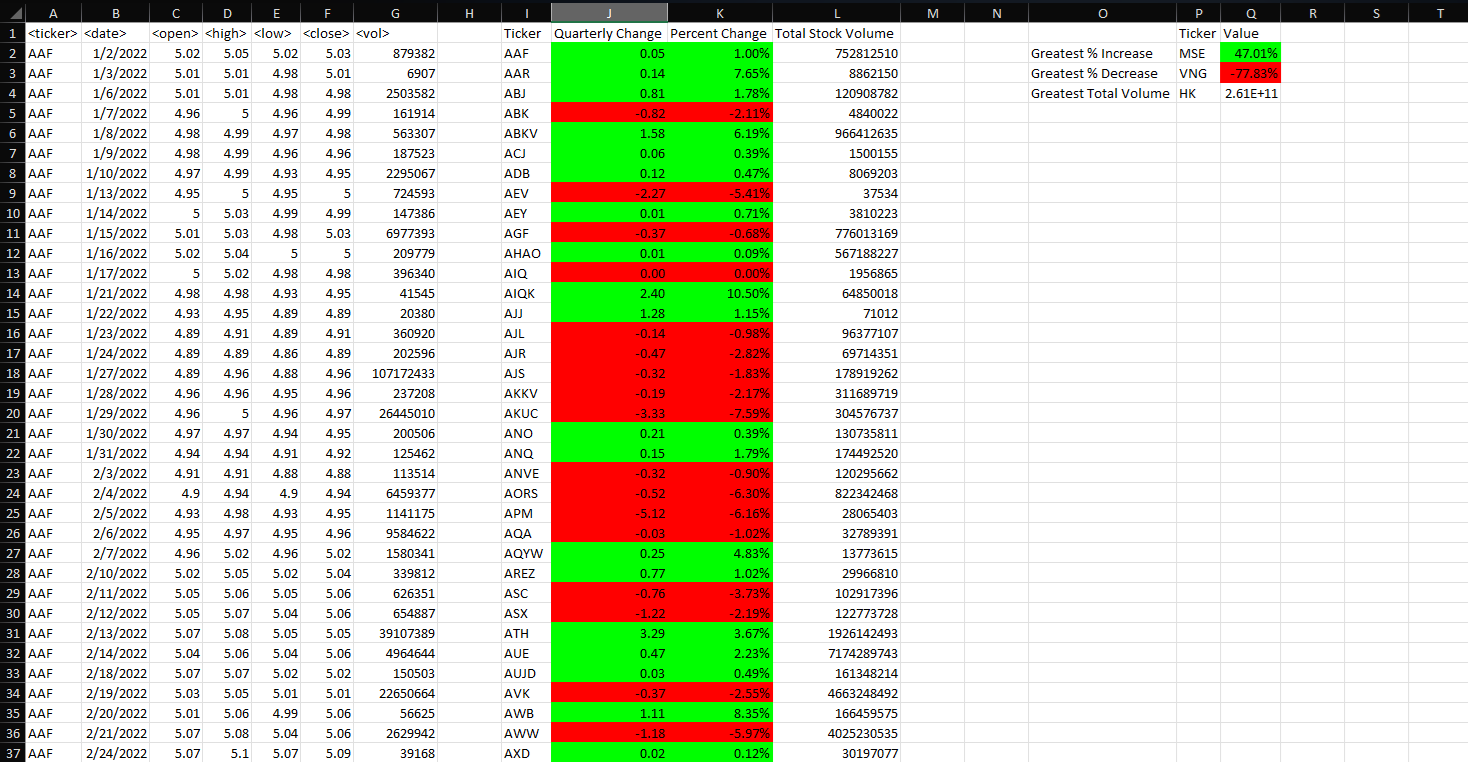 A B C D E F G H I J K L M N O P Q R S T
1 <ticker> <date> <open> <high> <low> <close> <vol> Ticker Quarterly Change Percent Change Total Stock Volume Ticker Value
2 AAF 1/2/2022 5.02 5.05 5.02 5.03 879382 AAF 0.05 1.00% 752812510 Greatest % Increase MSE 47.01%
3 AAF 1/3/2022 5.01 5.01 4.98 5.01 6907 AAR 0.14 7.65% 8862150 Greatest % Decrease VNG -77.83%
4 AAF 1/6/2022 5.01 5.01 4.98 4.98 2503582 ABJ 0.81 1.78% 120908782 Greatest Total Volume HK 2.61E+11
5 AAF 1/7/2022 4.96 5 4.96 4.99 161914 ABK -0.82 -2.11% 4840022
6 AAF 1/8/2022 4.98 4.99 4.97 4.98 563307 ABKV 1.58 6.19% 966412635
7 AAF 1/9/2022 4.98 4.99 4.96 4.96 187523 ACJ 0.06 0.39% 1500155
8 AAF 1/10/2022 4.97 4.99 4.93 4.95 2295067 ADB 0.12 0.47% 8069203
9 AAF 1/13/2022 4.95 5 4.95 5 724593 AEV -2.27 -5.41% 37534
10 AAF 1/14/2022 5 5.03 4.99 4.99 147386 AEY 0.01 0.71% 3810223
11 AAF 1/15/2022 5.01 5.03 4.98 5.03 6977393 AGF -0.37 -0.68% 776013169
12 AAF 1/16/2022 5.02 5.04 5 5 209779 AHAO 0.01 0.09% 567188227
13 AAF 1/17/2022 5 5.02 4.98 4.98 396340 AIQ 0.00 0.00% 1956865
14 AAF 1/21/2022 4.98 4.98 4.93 4.95 41545 AIQK 2.40 10.50% 64850018
15 AAF 1/22/2022 4.93 4.95 4.89 4.89 20380 AJJ 1.28 1.15% 71012
16 AAF 1/23/2022 4.89 4.91 4.89 4.91 360920 AJL -0.14 -0.98% 96377107
17 AAF 1/24/2022 4.89 4.89 4.86 4.89 202596 AJR -0.47 -2.82% 69714351
18 AAF 1/27/2022 4.89 4.96 4.88 4.96 107172433 AJS -0.32 -1.83% 178919262
19 AAF 1/28/2022 4.96 4.96 4.95 4.96 237208 AKKV -0.19 -2.17% 311689719
20 AAF 1/29/2022 4.96 5 4.96 4.97 26445010 AKUC -3.33 -7.59% 304576737
21 AAF 1/30/2022 4.97 4.97 4.94 4.95 200506 ANO 0.21 0.39% 130735811
22 AAF 1/31/2022 4.94 4.94 4.91 4.92 125462 ANQ 0.15 1.79% 174492520
23 AAF 2/3/2022 4.91 4.91 4.88 4.88 113514 ANVE -0.32 -0.90% 120295662
24 AAF 2/4/2022 4.9 4.94 4.9 4.94 6459377 AORS -0.52 -6.30% 822342468
25 AAF 2/5/2022 4.93 4.98 4.93 4.95 1141175 APM -5.12 -6.16% 28065403
26 AAF 2/6/2022 4.95 4.97 4.95 4.96 9584622 AQA -0.03 -1.02% 32789391
27 AAF 2/7/2022 4.96 5.02 4.96 5.02 1580341 AQYW 0.25 4.83% 13773615
28 AAF 2/10/2022 5.02 5.05 5.02 5.04 339812 AREZ 0.77 1.02% 29966810
29 AAF 2/11/2022 5.05 5.06 5.05 5.06 626351 ASC -0.76 -3.73% 102917396
30 AAF 2/12/2022 5.05 5.07 5.04 5.06 654887 ASX -1.22 -2.19% 122773728
31 AAF 2/13/2022 5.07 5.08 5.05 5.05 39107389 ATH 3.29 3.67% 1926142493
32 AAF 2/14/2022 5.04 5.06 5.04 5.06 4964644 AUE 0.47 2.23% 7174289743
33 AAF 2/18/2022 5.07 5.07 5.02 5.02 150503 AUJD 0.03 0.49% 161348214
34 AAF 2/19/2022 5.03 5.05 5.01 5.01 22650664 AVK -0.37 -2.55% 4663248492
35 AAF 2/20/2022 5.01 5.06 4.99 5.06 56625 AWB 1.11 8.35% 166459575
36 AAF 2/21/2022 5.07 5.08 5.04 5.06 2629942 AWW -1.18 -5.97% 4025230535
37 AAF 2/24/2022 5.07 5.1 5.07 5.09 39168 AXD 0.02 0.12% 30197077